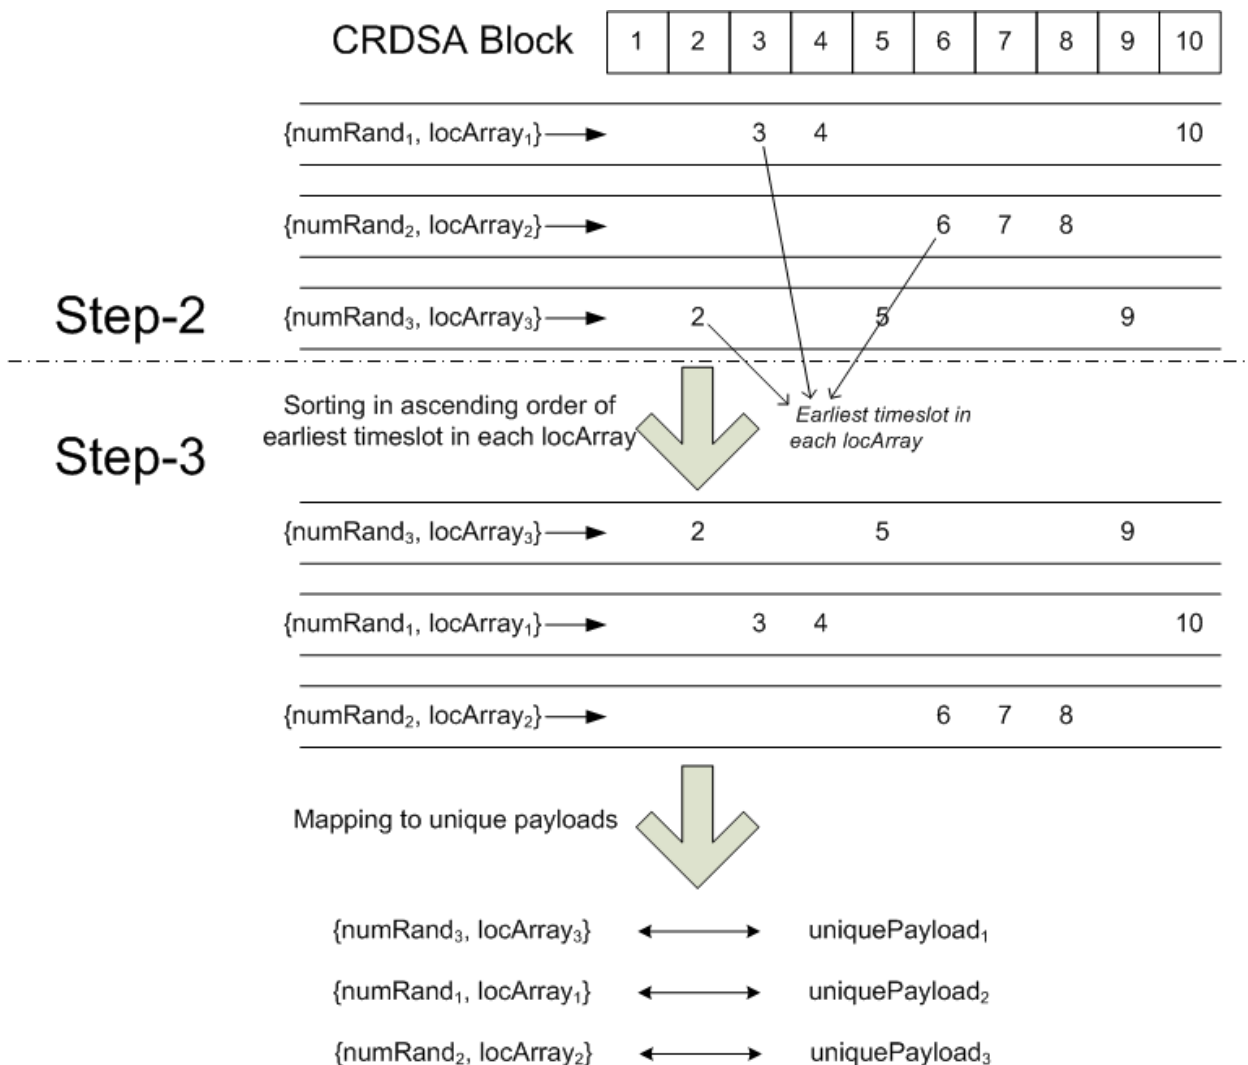 CRDSA Block 1 2 3 4 5 6 7 8 9 10
{numRand₁, locArray₁} 3 4 10
{numRand₂, locArray₂} 6 7 8
Step-2 {numRand₃, locArray₃} 2 5 9
Sorting in ascending order of
earliest timeslot in each locArray
Earliest timeslot in
each locArray
Step-3
{numRand₃, locArray₃} 2 5 9
{numRand₁, locArray₁} 3 4 10
{numRand₂, locArray₂} 6 7 8
Mapping to unique payloads
{numRand₃, locArray₃} uniquePayload₁
{numRand₁, locArray₁} uniquePayload₂
{numRand₂, locArray₂} uniquePayload₃